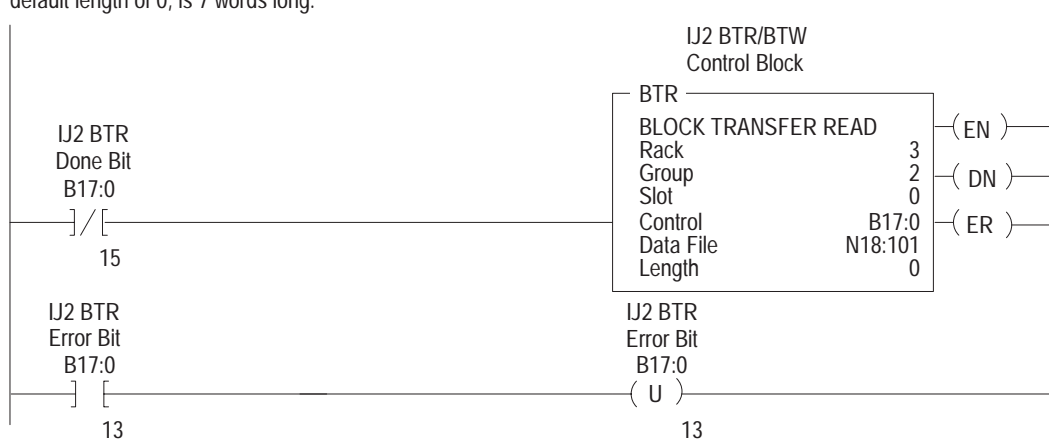 default length of 0, is 7 words long.
IJ2 BTR/BTW
Control Block
BTR
BLOCK TRANSFER READ
Rack 3
Group 2
Slot 0
Control B17:0
Data File N18:101
Length 0
EN
DN
ER
IJ2 BTR
Done Bit
B17:0
15
IJ2 BTR
Error Bit
B17:0
13
IJ2 BTR
Error Bit
B17:0
U
13